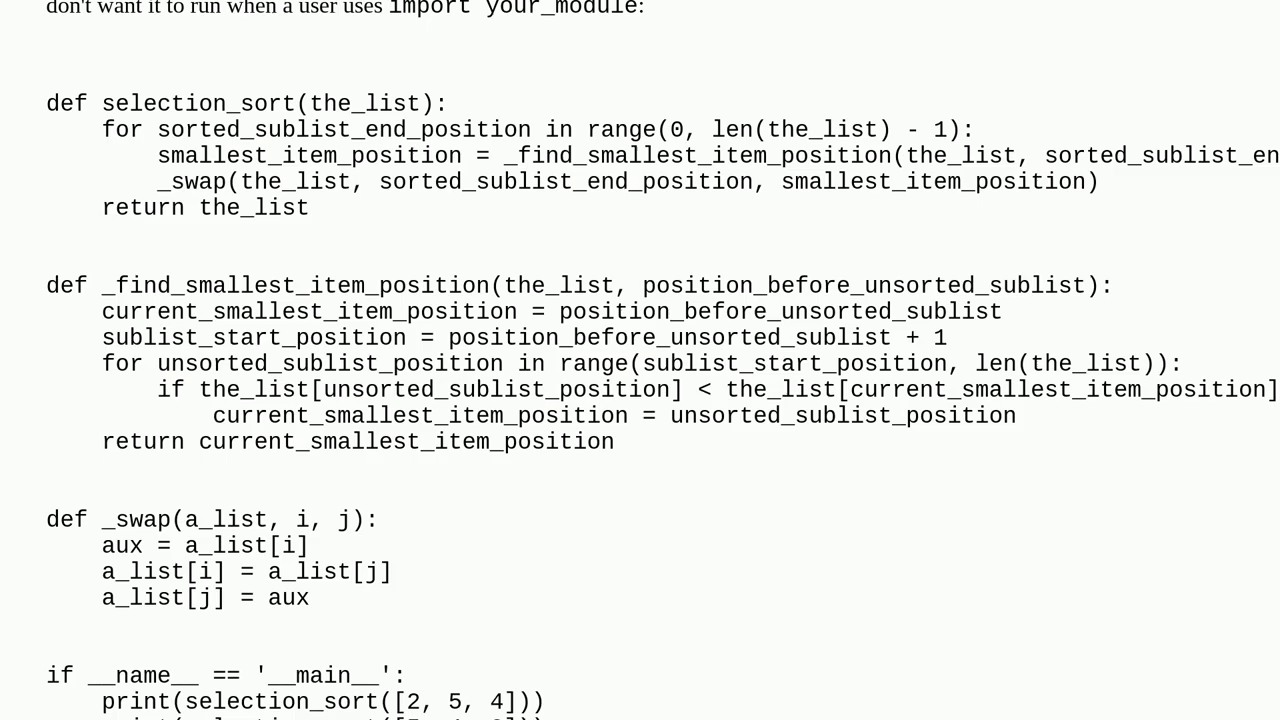 don't want it to run when a user uses import your_module:
def selection_sort(the_list):
    for sorted_sublist_end_position in range(0, len(the_list) - 1):
        smallest_item_position = _find_smallest_item_position(the_list, sorted_sublist_en
        _swap(the_list, sorted_sublist_end_position, smallest_item_position)
    return the_list
def _find_smallest_item_position(the_list, position_before_unsorted_sublist):
    current_smallest_item_position = position_before_unsorted_sublist
    sublist_start_position = position_before_unsorted_sublist + 1
    for unsorted_sublist_position in range(sublist_start_position, len(the_list)):
        if the_list[unsorted_sublist_position] < the_list[current_smallest_item_position]
            current_smallest_item_position = unsorted_sublist_position
    return current_smallest_item_position
def _swap(a_list, i, j):
    aux = a_list[i]
    a_list[i] = a_list[j]
    a_list[j] = aux
if __name__ == '__main__':
    print(selection_sort([2, 5, 4]))